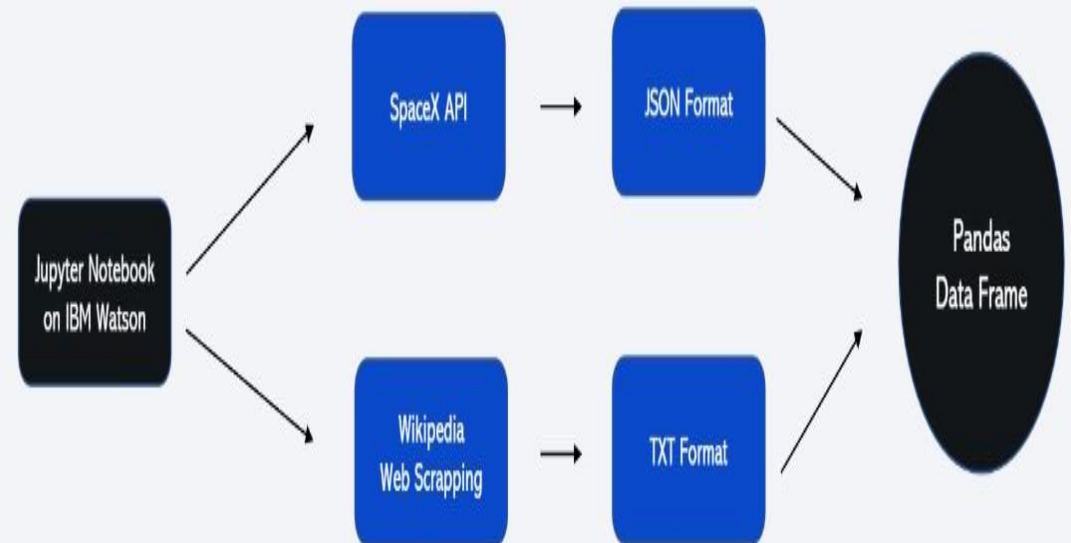 SpaceX API
JSON Format
Jupyter Notebook
on IBM Watson
Pandas
Data Frame
Wikipedia
Web Scrapping
TXT Format